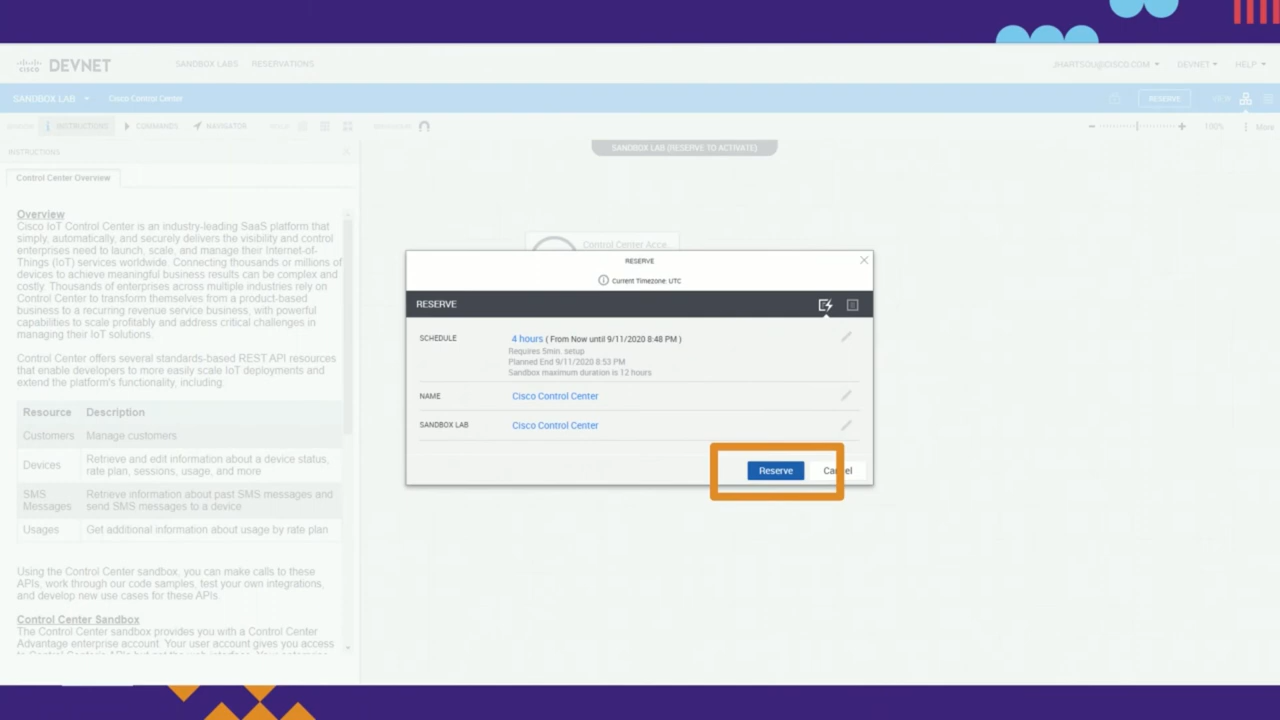 CISCO DEVNET SANDBOX LABS RESERVATIONS JHARTSOU@CISCO.COM DEVNET HELP
SANDBOX LAB Cisco Control Center RESERVE VIEW
INSTRUCTIONS COMMANDS NAVIGATOR 100% More
INSTRUCTIONS
SANDBOX LAB (RESERVE TO ACTIVATE)
Control Center Overview
Overview
Cisco IoT Control Center is an industry-leading SaaS platform that
simply, automatically, and securely delivers the visibility and control
enterprises need to launch, scale, and manage their Internet-of-
Things (IoT) services worldwide. Connecting thousands or millions of
devices to achieve meaningful business results can be complex and
costly. Thousands of enterprises across multiple industries rely on
Control Center to transform themselves from a product-based
business to a recurring revenue service business, with powerful
capabilities to scale profitably and address critical challenges in
managing their IoT solutions.
Control Center offers several standards-based REST API resources
that enable developers to more easily scale IoT deployments and
extend the platform's functionality, including:
Resource Description
Customers Manage customers
Devices Retrieve and edit information about a device status,
rate plan, sessions, usage, and more
SMS Messages Retrieve information about past SMS messages and
send SMS messages to a device
Usages Get additional information about usage by rate plan
Using the Control Center sandbox, you can make calls to these
APIs, work through our code samples, test your own integrations,
and develop new use cases for these APIs.
Control Center Sandbox
The Control Center sandbox provides you with a Control Center
Advantage enterprise account. Your user account gives you access
Control Center Acce...
RESERVE
Current Timezone: UTC
RESERVE
SCHEDULE 4 hours ( From Now until 9/11/2020 8:48 PM )
Requires 5min. setup
Planned End 9/11/2020 8:53 PM
Sandbox maximum duration is 12 hours
NAME Cisco Control Center
SANDBOX LAB Cisco Control Center
Reserve Cancel